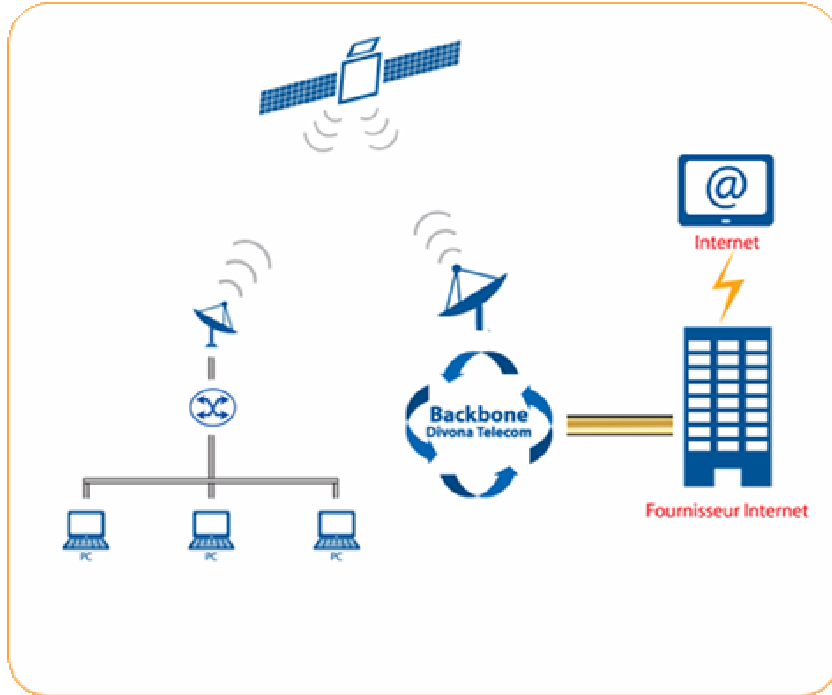 @
Internet
Backbone
Divona Telecom
Fournisseur Internet
PC
PC
PC